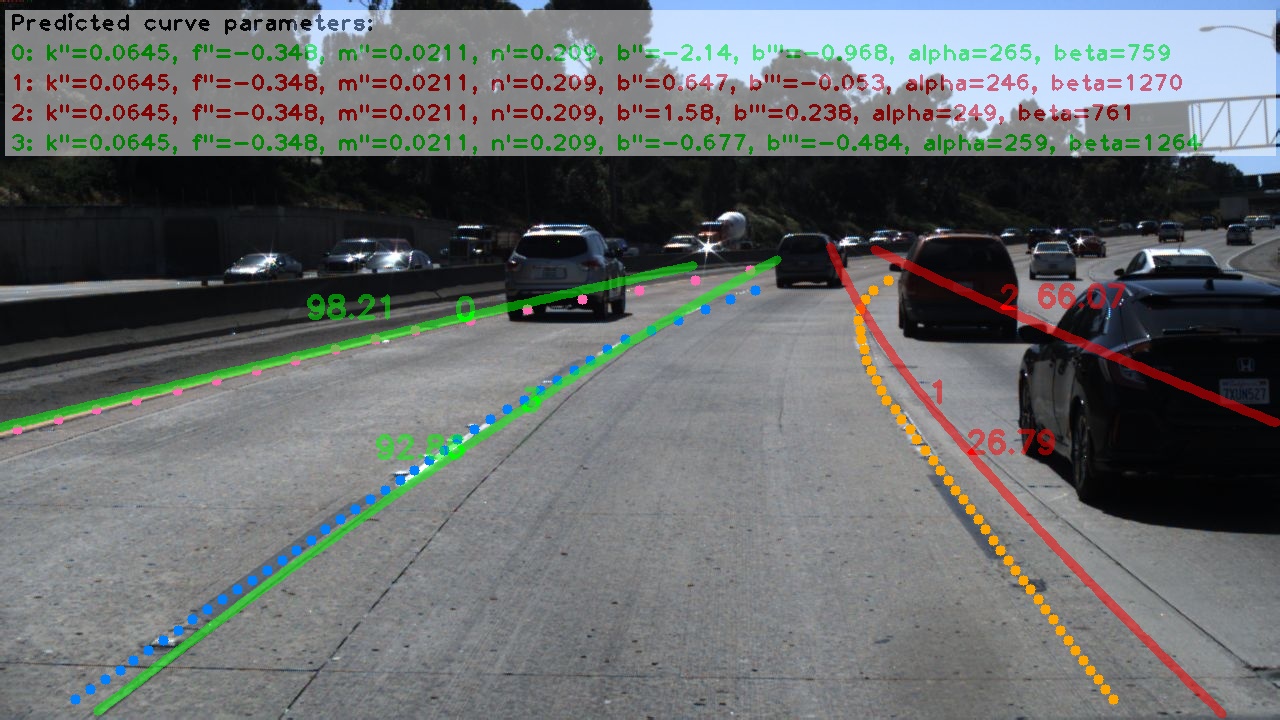 Predicted curve parameters:
0: k''=0.0645, f''=-0.348, m''=0.0211, n'=0.209, b''=-2.14, b'''=-0.968, alpha=265, beta=759
1: k''=0.0645, f''=-0.348, m''=0.0211, n'=0.209, b''=0.647, b'''=-0.053, alpha=246, beta=1270
2: k''=0.0645, f''=-0.348, m''=0.0211, n'=0.209, b''=1.58, b'''=0.238, alpha=249, beta=761
3: k''=0.0645, f''=-0.348, m''=0.0211, n'=0.209, b''=-0.677, b'''=-0.484, alpha=259, beta=1264
98.21 0
2 66.07
1
3
26.79
7XUN527